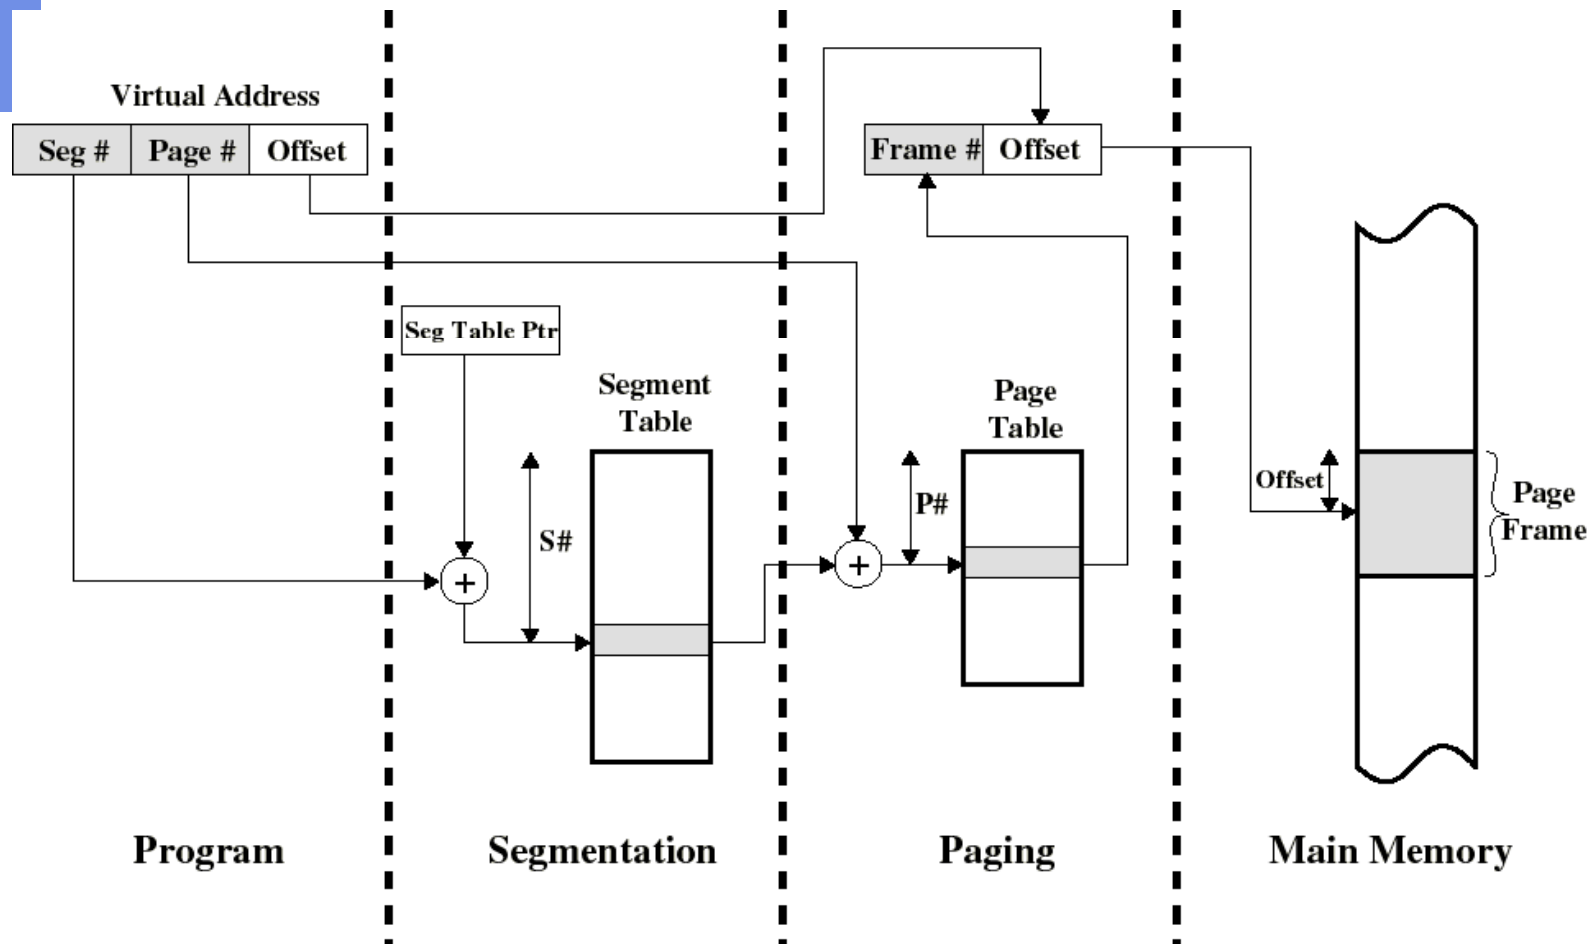 Virtual Address
Seg # Page # Offset
Frame # Offset
Seg Table Ptr
Segment
Table
S#
Page
Table
P#
Offset
Page
Frame
+
+
Program
Segmentation
Paging
Main Memory